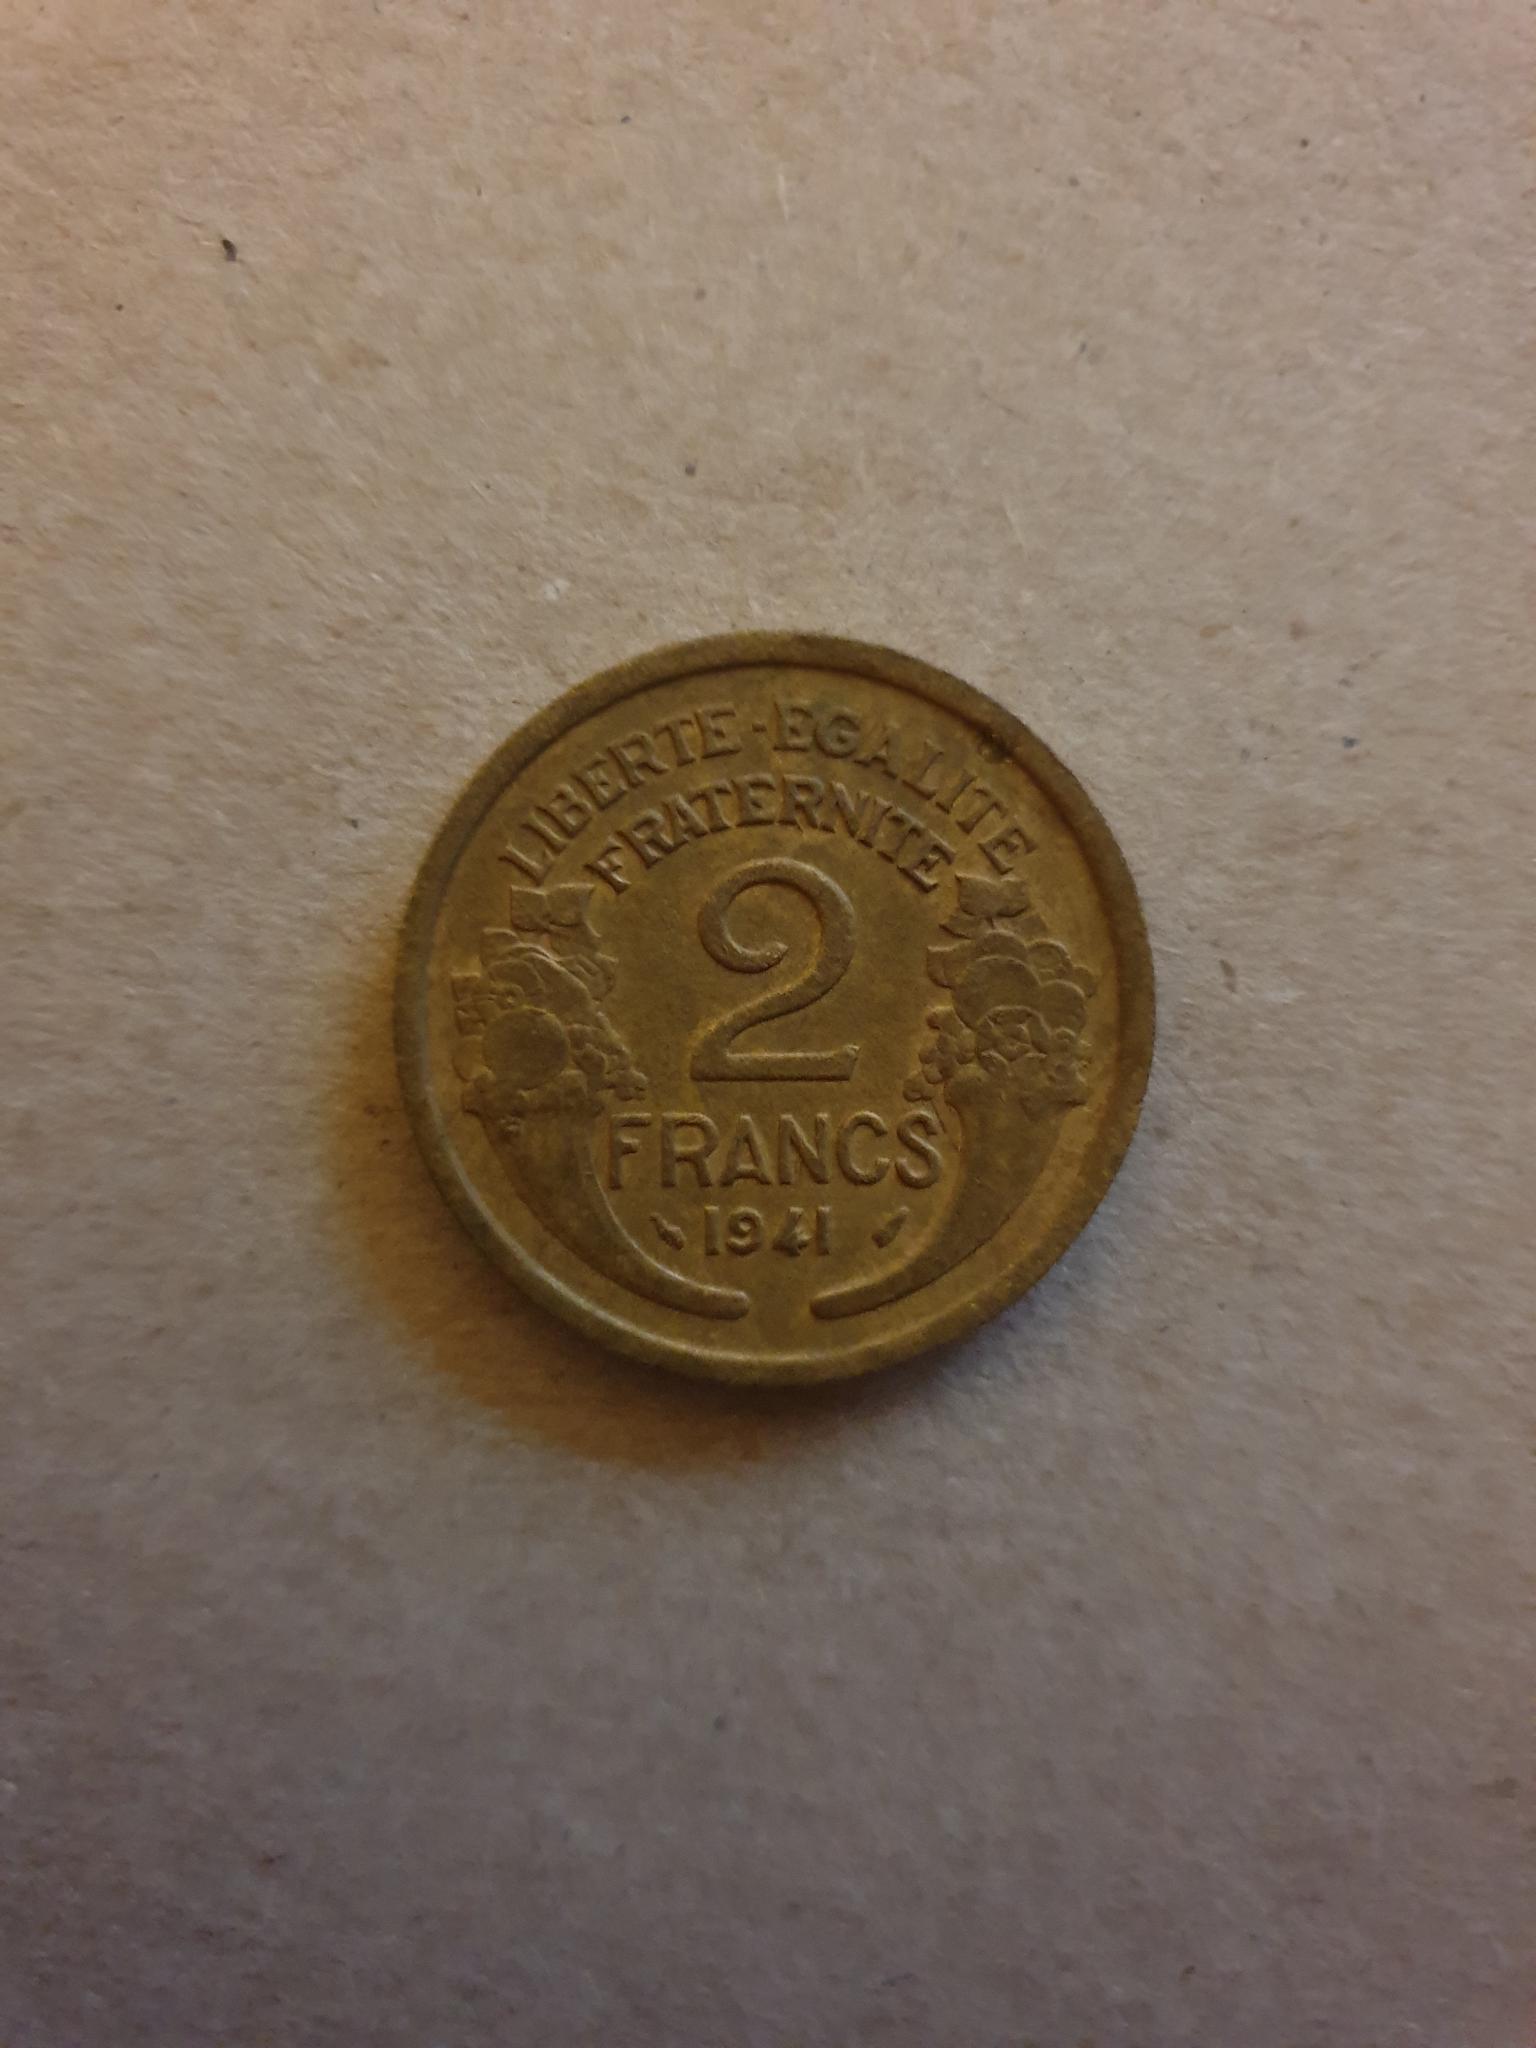 LIBERTE-EGALITE
FRATERNITE
2
FRANCS
1941